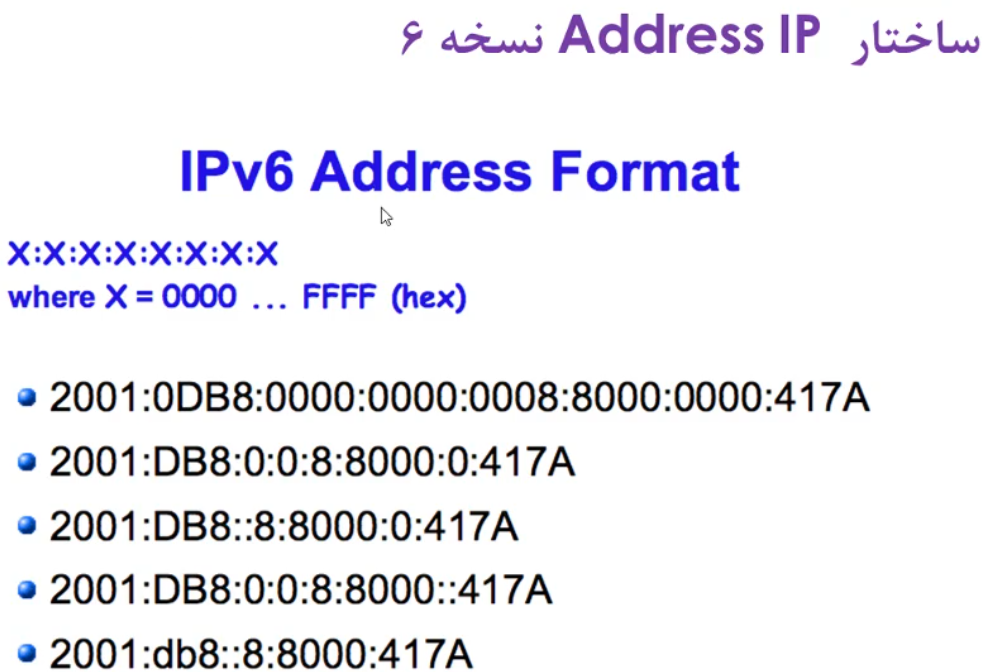 ساختار Address IP نسخه ۶
IPv6 Address Format
X:X:X:X:X:X:X:X
where X = 0000 ... FFFF (hex)
2001:0DB8:0000:0000:0008:8000:0000:417A
2001:DB8:0:0:8:8000:0:417A
2001:DB8::8:8000:0:417A
2001:DB8:0:0:8:8000::417A
2001:db8::8:8000:417A